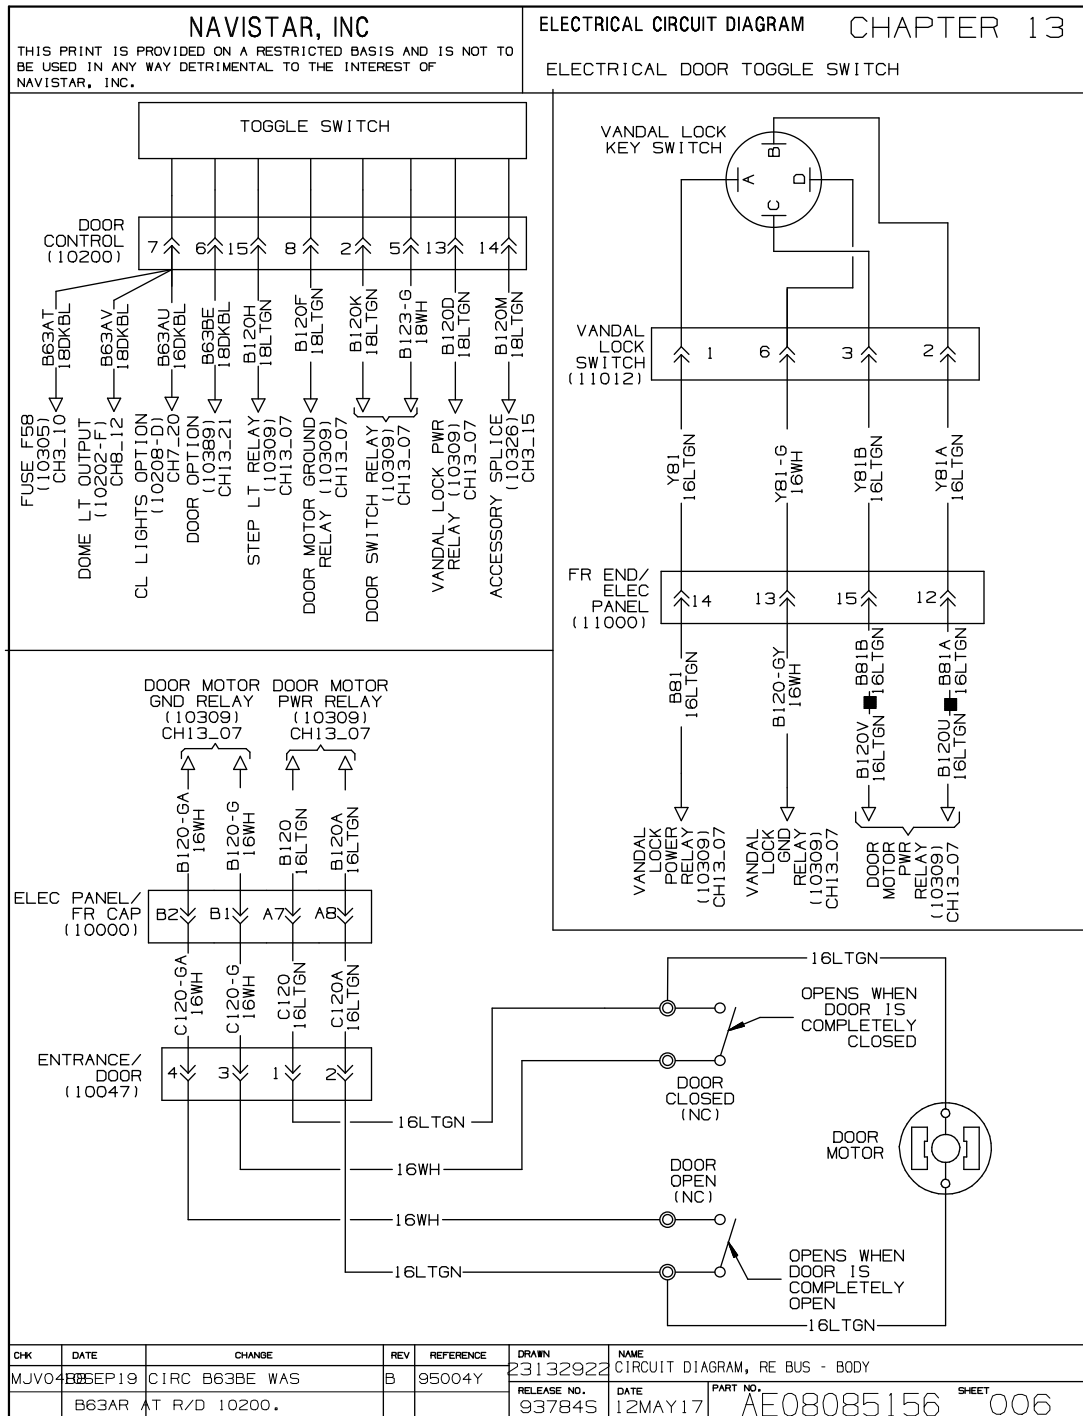 NAVISTAR, INC
THIS PRINT IS PROVIDED ON A RESTRICTED BASIS AND IS NOT TO
BE USED IN ANY WAY DETRIMENTAL TO THE INTEREST OF
NAVISTAR, INC.
ELECTRICAL CIRCUIT DIAGRAM
CHAPTER 13
ELECTRICAL DOOR TOGGLE SWITCH
TOGGLE SWITCH
DOOR
CONTROL
(10200)
7 6 15 8 2 5 13 14
B63AT
18DKBL
B63AV
18DKBL
B63AU
16DKBL
B63BE
18DKBL
B120H
18LTGN
B120F
18LTGN
B120K
18LTGN
B123-G
18WH
B120D
18LTGN
B120M
18LTGN
FUSE F58
(10305)
CH3_10
DOME LT OUTPUT
(10202-F)
CH8_12
CL LIGHTS OPTION
(10208-D)
CH7_20
DOOR OPTION
(10389)
CH13_21
STEP LT RELAY
(10309)
CH13_07
DOOR MOTOR GROUND
RELAY (10309)
CH13_07
DOOR SWITCH RELAY
(10309)
CH13_07
VANDAL LOCK PWR
RELAY (10309)
CH13_07
ACCESSORY SPLICE
(10326)
CH3_15
VANDAL LOCK
KEY SWITCH
A B C D
VANDAL
LOCK
SWITCH
(11012)
1 6 3 2
Y81
16LTGN
Y81-G
16WH
Y81B
16LTGN
Y81A
16LTGN
FR END/
ELEC
PANEL
(11000)
14 13 15 12
B81
16LTGN
B120-GY
16WH
B81B
16LTGN
B81A
16LTGN
B120V
16LTGN
B120U
16LTGN
VANDAL
LOCK
POWER
RELAY
(10309)
CH13_07
VANDAL
LOCK
GND
RELAY
(10309)
CH13_07
DOOR
MOTOR
PWR
RELAY
(10309)
CH13_07
DOOR MOTOR
GND RELAY
(10309)
CH13_07
DOOR MOTOR
PWR RELAY
(10309)
CH13_07
B120-GA
16WH
B120-G
16WH
B120
16LTGN
B120A
16LTGN
ELEC PANEL/
FR CAP
(10000)
B2 B1 A7 A8
C120-GA
16WH
C120-G
16WH
C120
16LTGN
C120A
16LTGN
ENTRANCE/
DOOR
(10047)
4 3 1 2
16LTGN
16WH
16WH
16LTGN
16LTGN
OPENS WHEN
DOOR IS
COMPLETELY
CLOSED
DOOR
CLOSED
(NC)
DOOR
MOTOR
DOOR
OPEN
(NC)
OPENS WHEN
DOOR IS
COMPLETELY
OPEN
16LTGN
CHK DATE CHANGE REV REFERENCE
DRAWN
23132922
NAME
CIRCUIT DIAGRAM, RE BUS - BODY
CIRC B63BE WAS B 95004Y
B63AR AT R/D 10200.
RELEASE NO.
93784S
DATE
12MAY17
PART NO.
AE08085156
SHEET
006